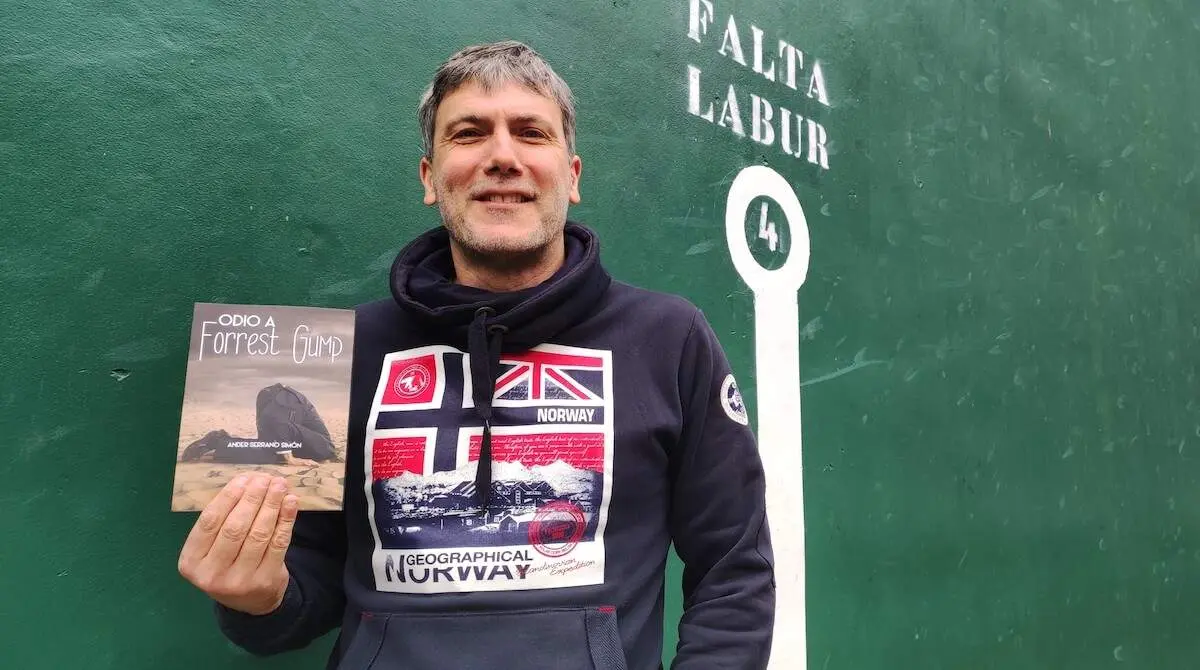 FALTA
LABUR
4
ODIO A
Forrest Gump
ANDER SERRANO SIMÓN
NORWAY
GEOGRAPHICAL
NORWAY
Scandinavian
Expedition